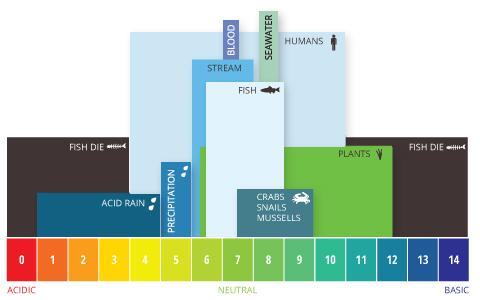 BLOOD
SEAWATER
HUMANS
STREAM
FISH
FISH DIE
PLANTS
FISH DIE
ACID RAIN
PRECIPITATION
CRABS
SNAILS
MUSSELLS
0 1 2 3 4 5 6 7 8 9 10 11 12 13 14
ACIDIC NEUTRAL BASIC